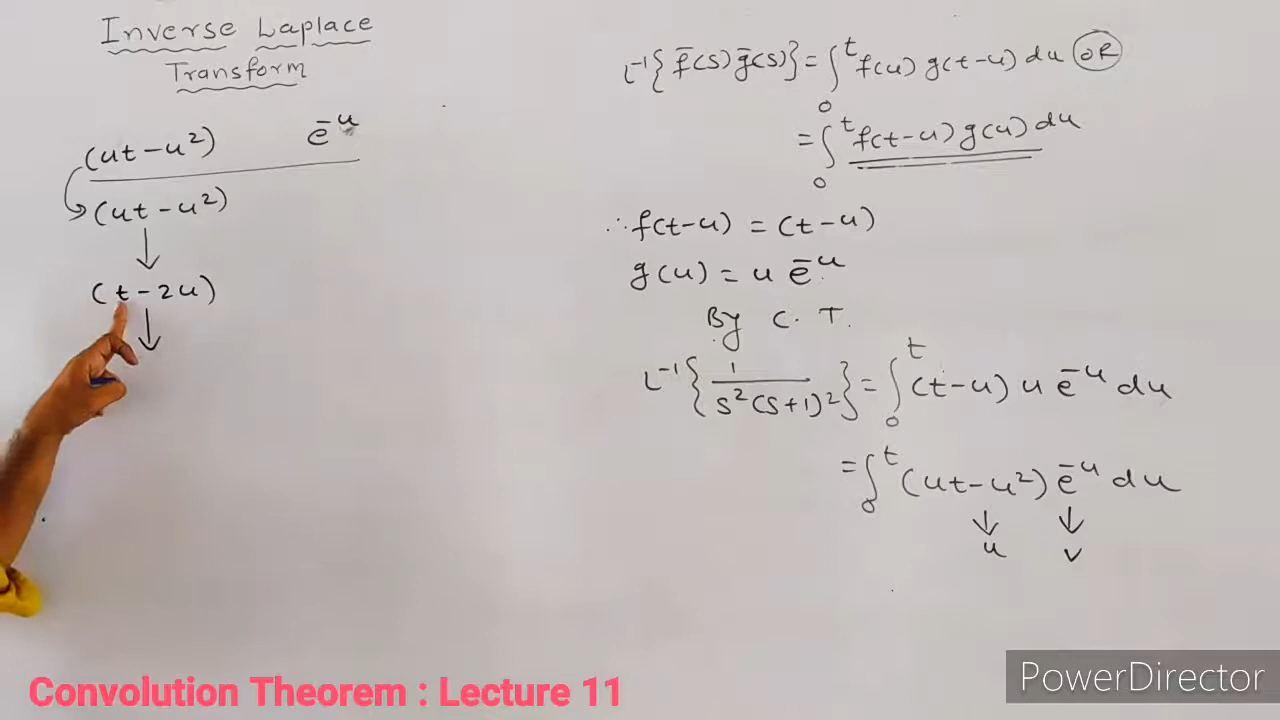 Inverse Laplace
Transform
(ut-u²) e⁻ᵘ
(ut-u²)
↓
(t-2u)
↓
L⁻¹{f̄(s) ḡ(s)} = ∫₀ᵗ f(u) g(t-u) du OR
= ∫₀ᵗ f(t-u) g(u) du
∴ f(t-u) = (t-u)
g(u) = u e⁻ᵘ
By C. T.
L⁻¹{1/(s²(s+1)²)} = ∫₀ᵗ (t-u) u e⁻ᵘ du
= ∫₀ᵗ (ut-u²) e⁻ᵘ du
↓ ↓
u v
Convolution Theorem : Lecture 11
PowerDirector